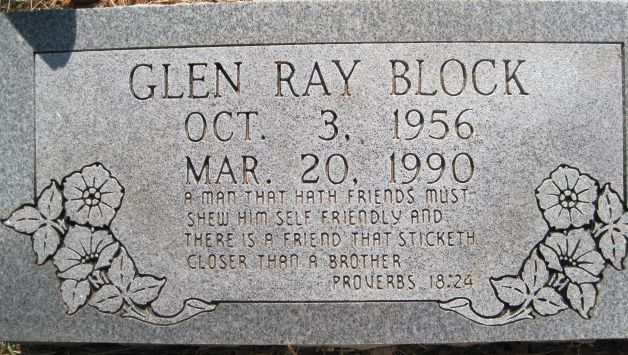 GLEN RAY BLOCK
OCT. 3, 1956
MAR. 20, 1990
A MAN THAT HATH FRIENDS MUST
SHEW HIM SELF FRIENDLY AND
THERE IS A FRIEND THAT STICKETH
CLOSER THAN A BROTHER
PROVERBS 18:24